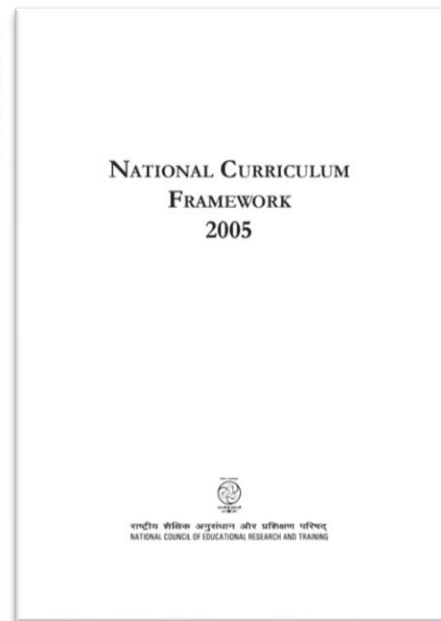 NATIONAL CURRICULUM
FRAMEWORK
2005
राष्ट्रीय शैक्षिक अनुसंधान और प्रशिक्षण परिषद्
NATIONAL COUNCIL OF EDUCATIONAL RESEARCH AND TRAINING